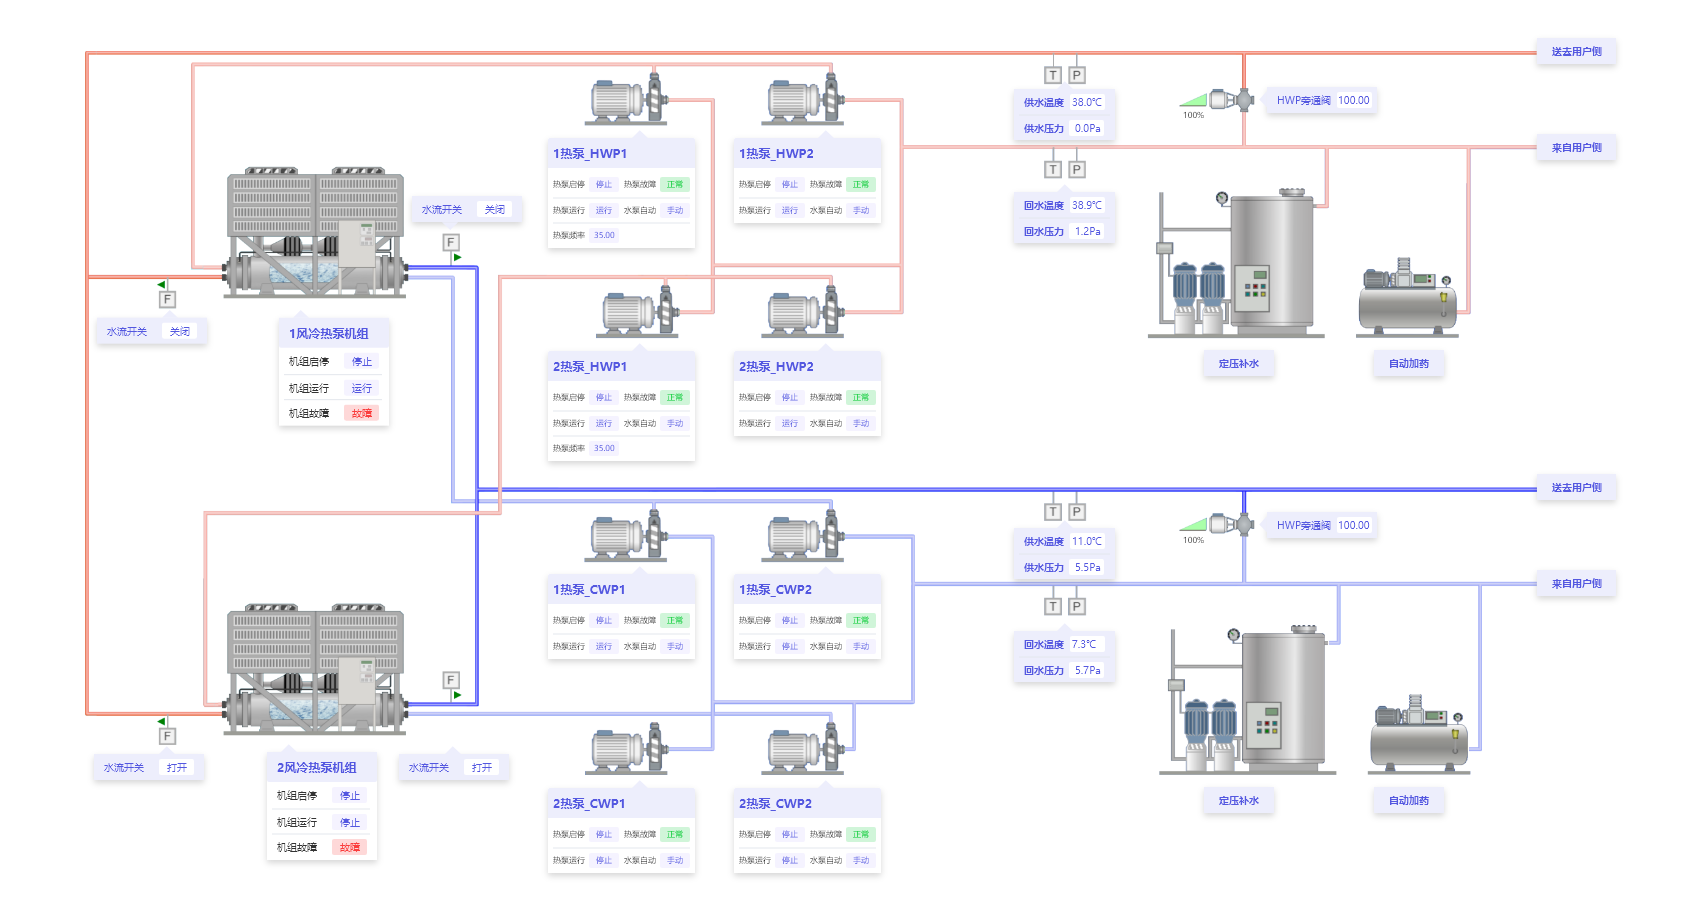 送去用户侧
T P
供水温度 38.0℃
供水压力 0.0Pa
100%
HWP旁通阀 100.00
来自用户侧
T P
回水温度 38.9℃
回水压力 1.2Pa
1热泵_HWP1
热泵启停 停止 热泵故障 正常
热泵运行 运行 水泵自动 手动
热泵频率 35.00
1热泵_HWP2
热泵启停 停止 热泵故障 正常
热泵运行 运行 水泵自动 手动
水流开关 关闭
F
F
水流开关 关闭
1风冷热泵机组
机组启停 停止
机组运行 运行
机组故障 故障
2热泵_HWP1
热泵启停 停止 热泵故障 正常
热泵运行 运行 水泵自动 手动
热泵频率 35.00
2热泵_HWP2
热泵启停 停止 热泵故障 正常
热泵运行 运行 水泵自动 手动
定压补水
自动加药
送去用户侧
T P
供水温度 11.0℃
供水压力 5.5Pa
100%
HWP旁通阀 100.00
来自用户侧
T P
回水温度 7.3℃
回水压力 5.7Pa
1热泵_CWP1
热泵启停 停止 热泵故障 正常
热泵运行 运行 水泵自动 手动
1热泵_CWP2
热泵启停 停止 热泵故障 正常
热泵运行 停止 水泵自动 手动
F
F
水流开关 打开
水流开关 打开
2风冷热泵机组
机组启停 停止
机组运行 停止
机组故障 故障
2热泵_CWP1
热泵启停 停止 热泵故障 正常
热泵运行 停止 水泵自动 手动
2热泵_CWP2
热泵启停 停止 热泵故障 正常
热泵运行 停止 水泵自动 手动
定压补水
自动加药